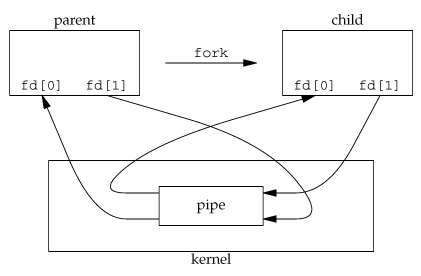 parent
child
fork
fd[0] fd[1]
fd[0] fd[1]
pipe
kernel